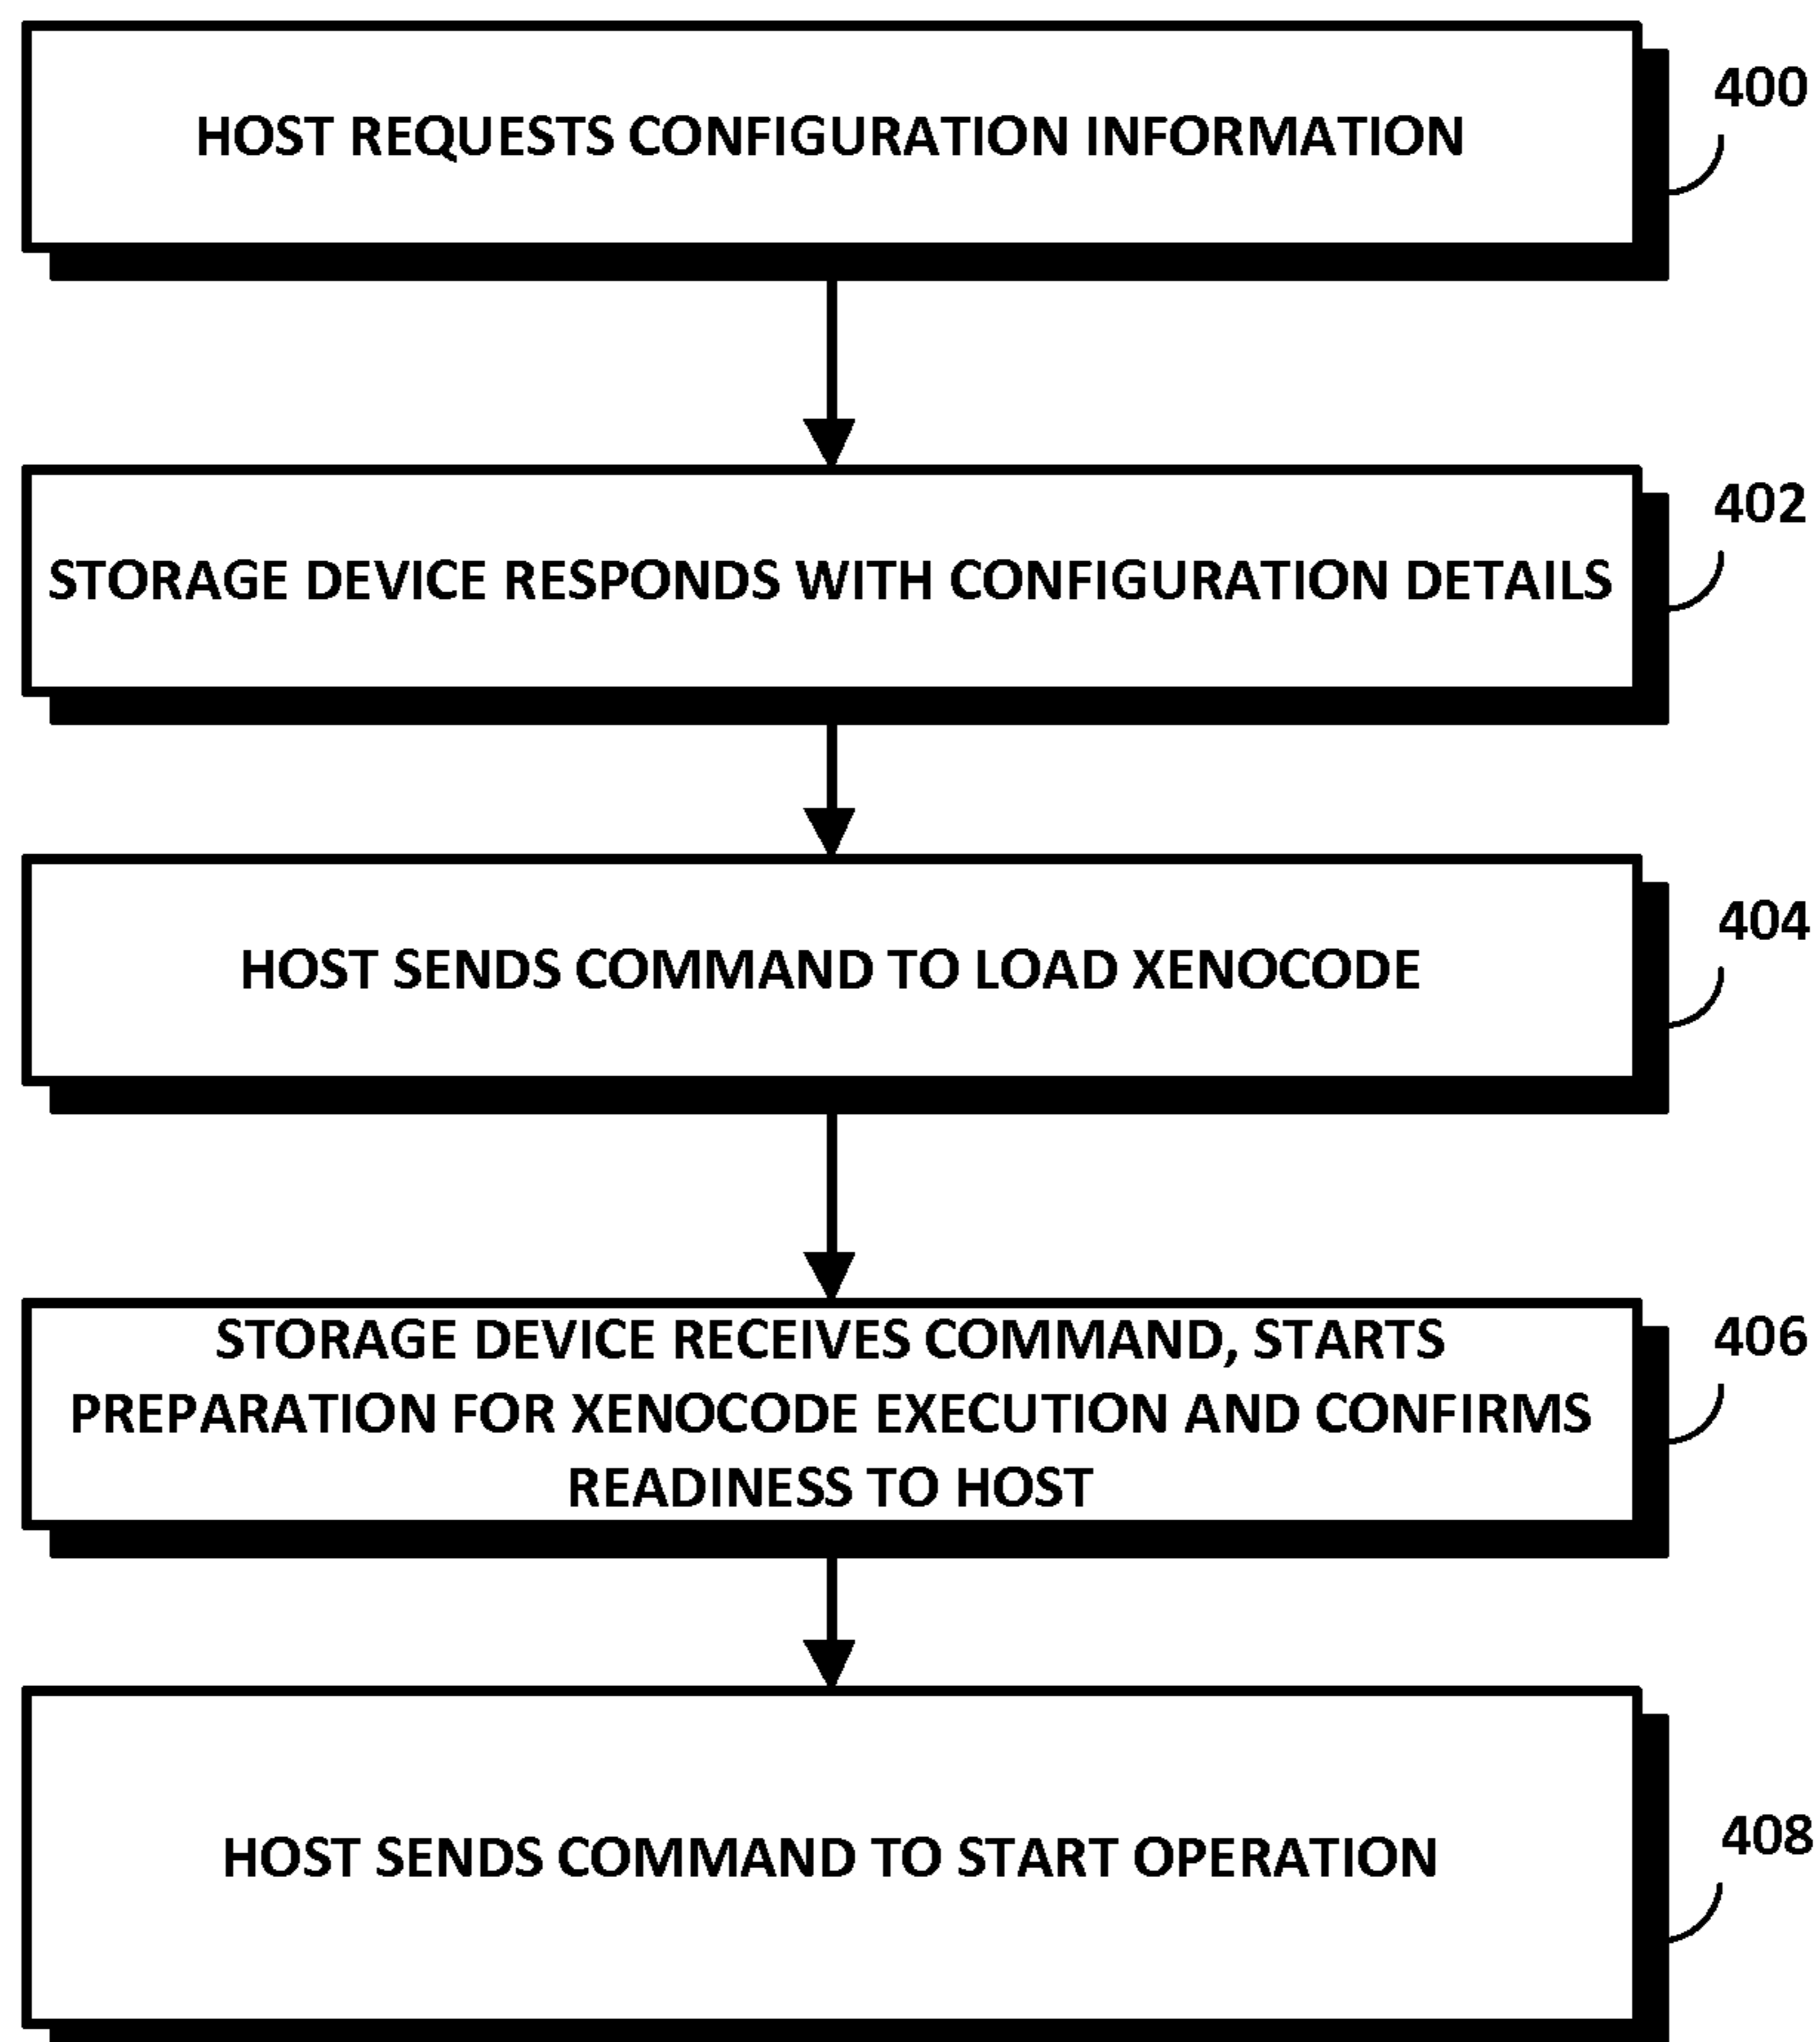 HOST REQUESTS CONFIGURATION INFORMATION
400
STORAGE DEVICE RESPONDS WITH CONFIGURATION DETAILS
402
HOST SENDS COMMAND TO LOAD XENOCODE
404
STORAGE DEVICE RECEIVES COMMAND, STARTS
PREPARATION FOR XENOCODE EXECUTION AND CONFIRMS
READINESS TO HOST
406
HOST SENDS COMMAND TO START OPERATION
408